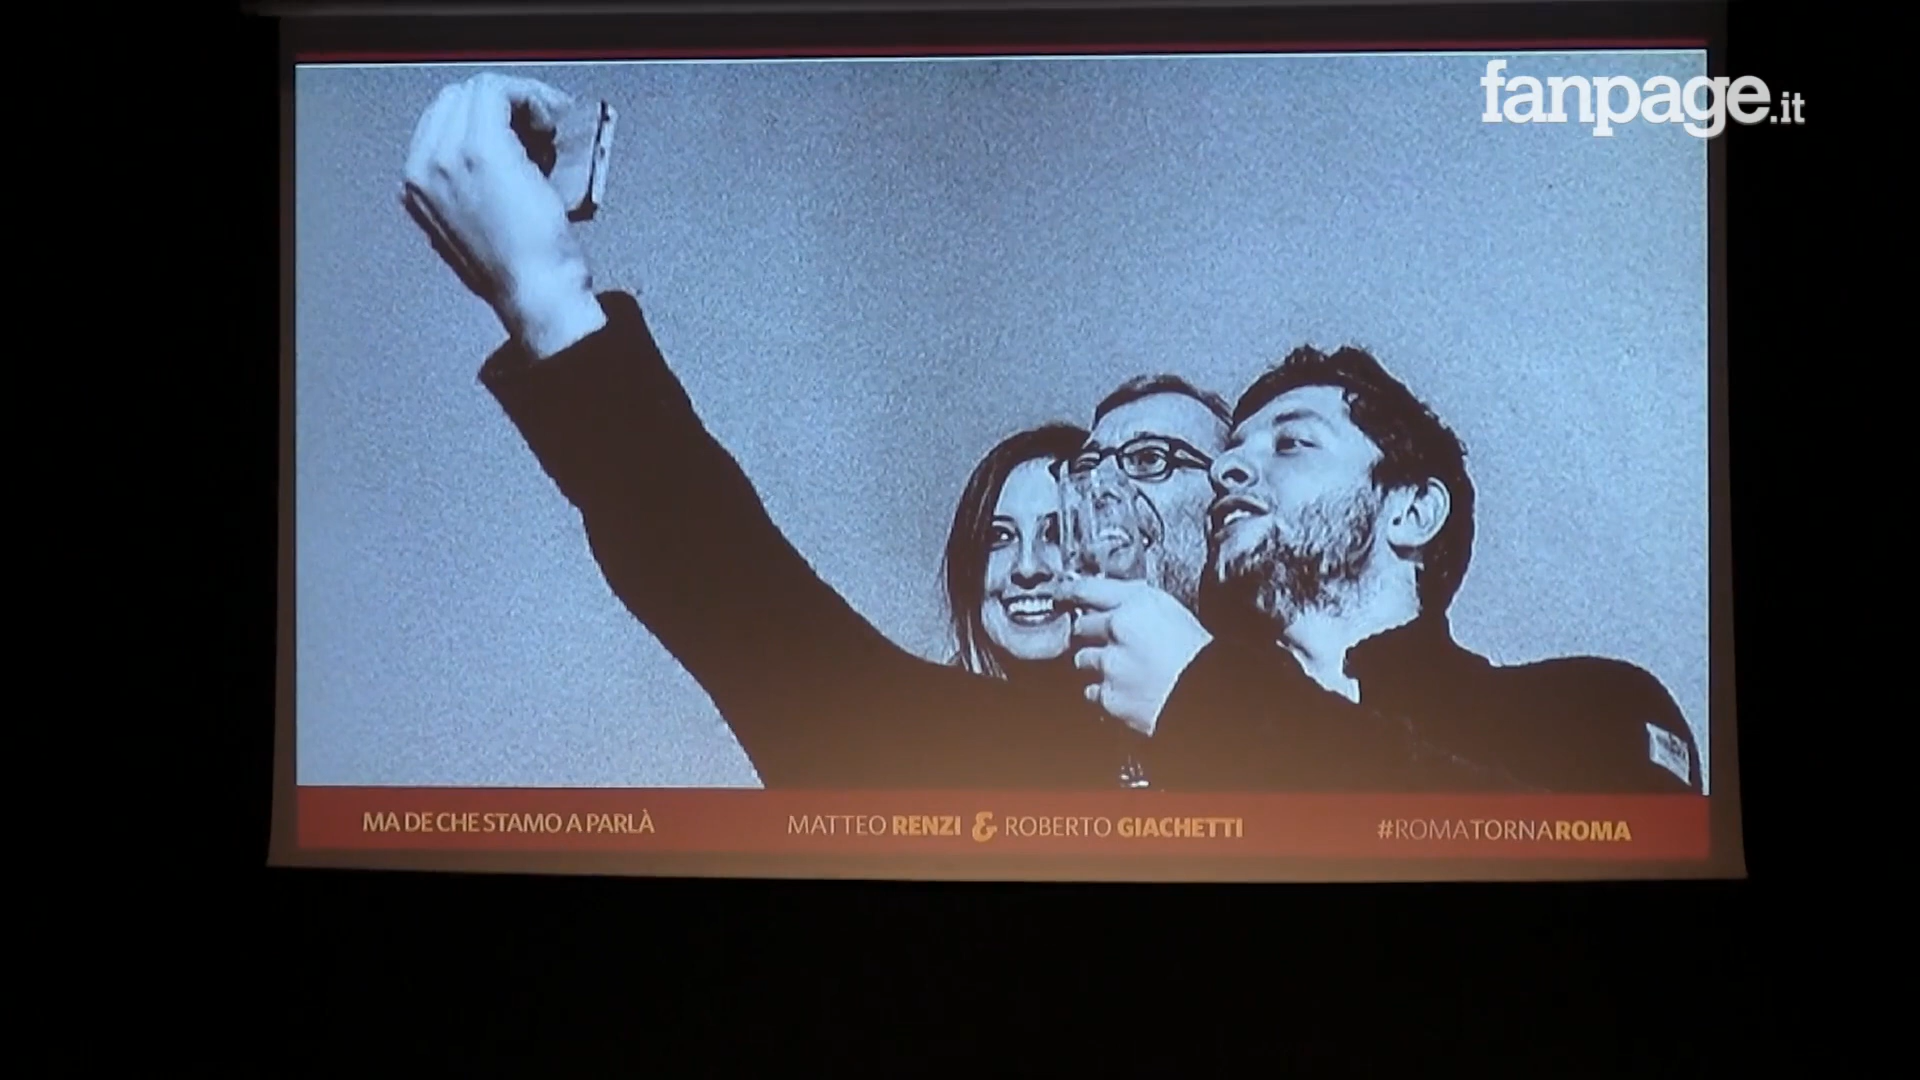 fanpage.it
MA DE CHE STAMO A PARLÀ
MATTEO RENZI & ROBERTO GIACHETTI
#ROMATORNAROMA